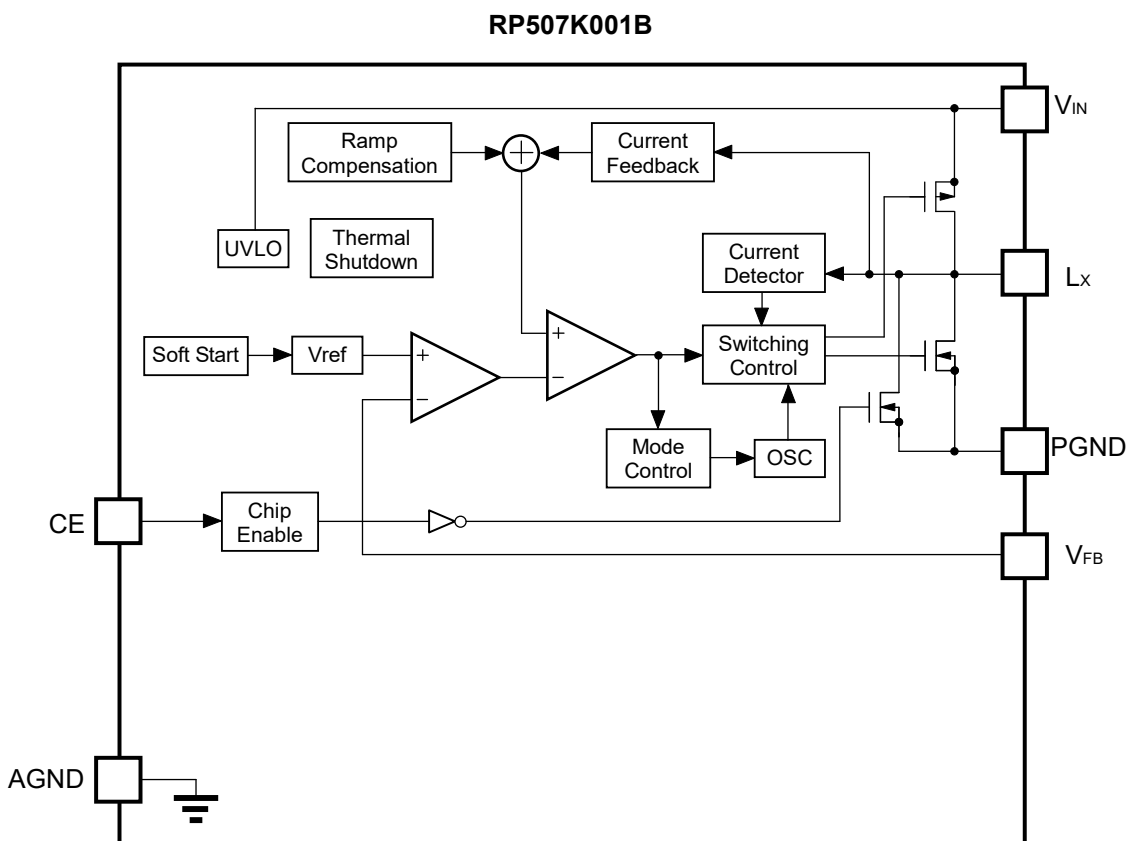 RP507K001B
VIN
Ramp
Compensation
+
Current
Feedback
UVLO
Thermal
Shutdown
Current
Detector
LX
Soft Start
Vref
+
−
+
−
Switching
Control
Mode
Control
OSC
PGND
CE
Chip
Enable
VFB
AGND